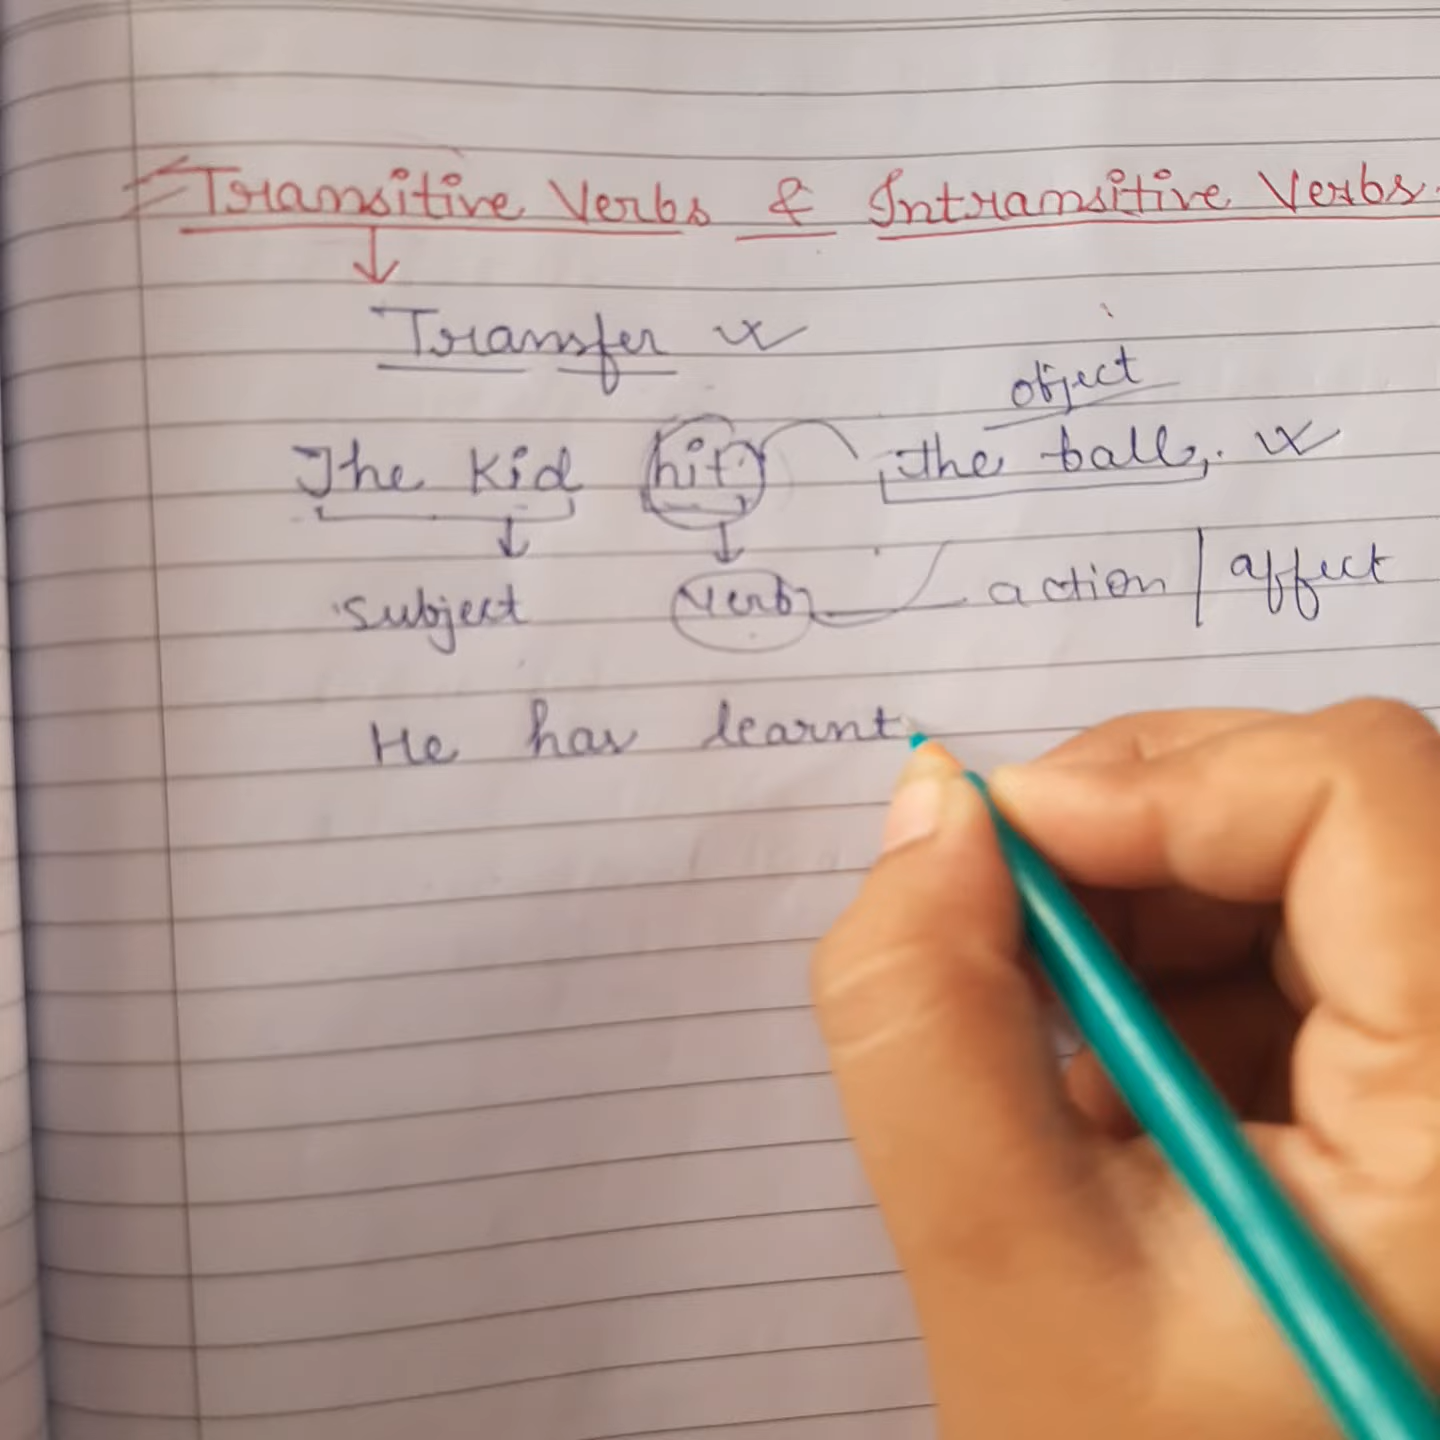 Transitive Verbs & Intransitive Verbs.
Transfer
object
The Kid hit the ball.
subject verb action / affect
He has learnt